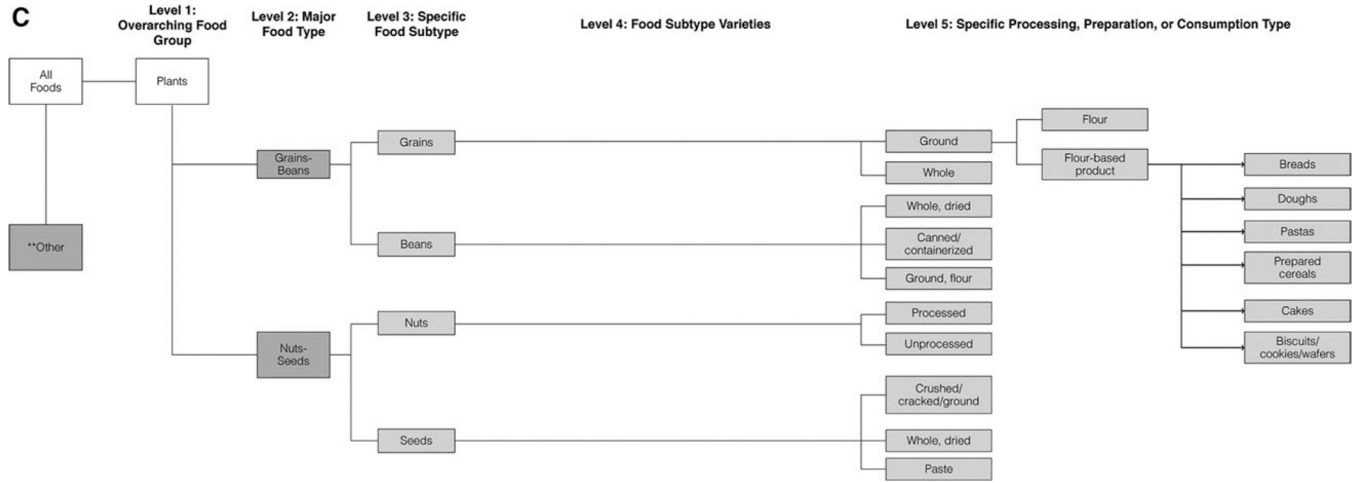 C
Level 1:
Overarching Food
Group
Level 2: Major
Food Type
Level 3: Specific
Food Subtype
Level 4: Food Subtype Varieties
Level 5: Specific Processing, Preparation, or Consumption Type
All
Foods
Plants
**Other
Grains-
Beans
Nuts-
Seeds
Grains
Beans
Nuts
Seeds
Ground
Whole
Whole, dried
Canned/
containerized
Ground, flour
Processed
Unprocessed
Crushed/
cracked/ground
Whole, dried
Paste
Flour
Flour-based
product
Breads
Doughs
Pastas
Prepared
cereals
Cakes
Biscuits/
cookies/wafers